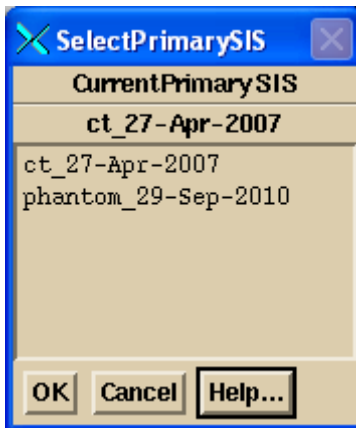 SelectPrimarySIS
CurrentPrimarySIS
ct_27-Apr-2007
ct_27-Apr-2007
phantom_29-Sep-2010
OK Cancel Help...